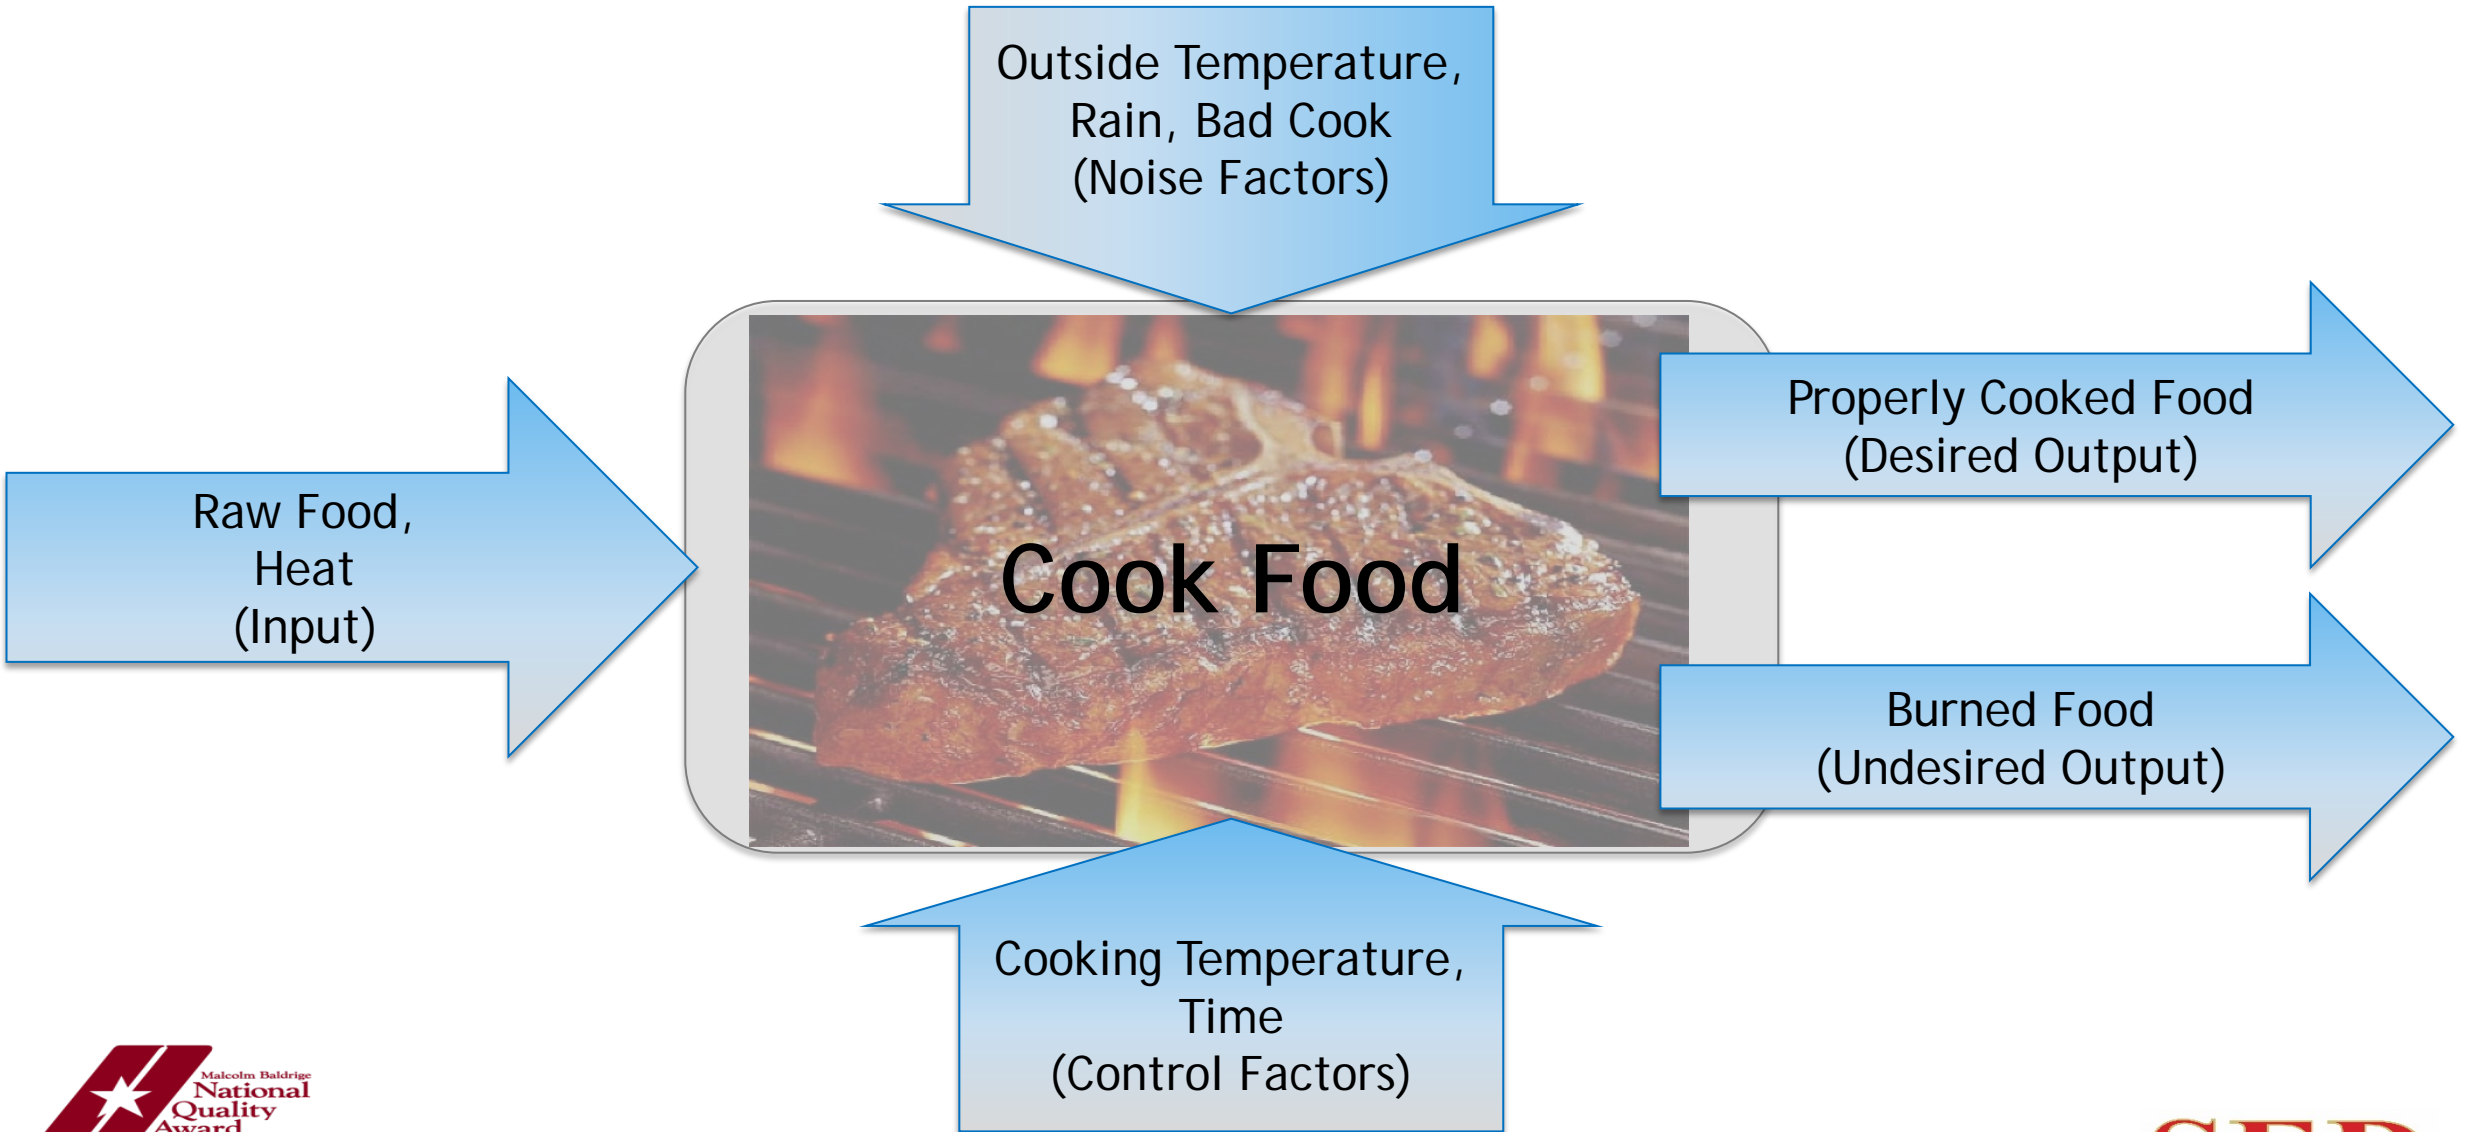 Outside Temperature,
Rain, Bad Cook
(Noise Factors)
Raw Food,
Heat
(Input)
Cook Food
Properly Cooked Food
(Desired Output)
Burned Food
(Undesired Output)
Cooking Temperature,
Time
(Control Factors)
Malcolm Baldrige
National
Quality
Award